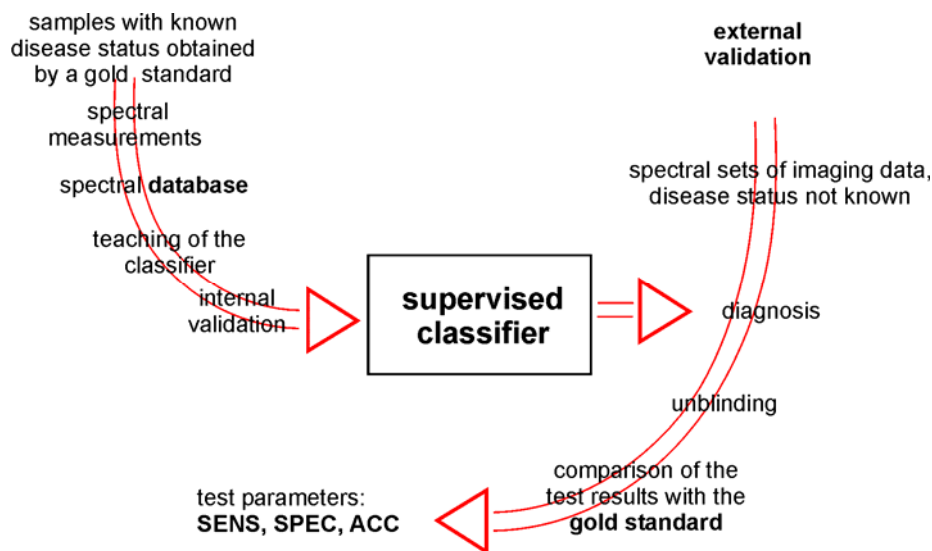 samples with known
disease status obtained
by a gold standard
spectral
measurements
spectral database
teaching of the
classifier
internal
validation
supervised
classifier
external
validation
spectral sets of imaging data,
disease status not known
diagnosis
unblinding
comparison of the
test results with the
gold standard
test parameters:
SENS, SPEC, ACC